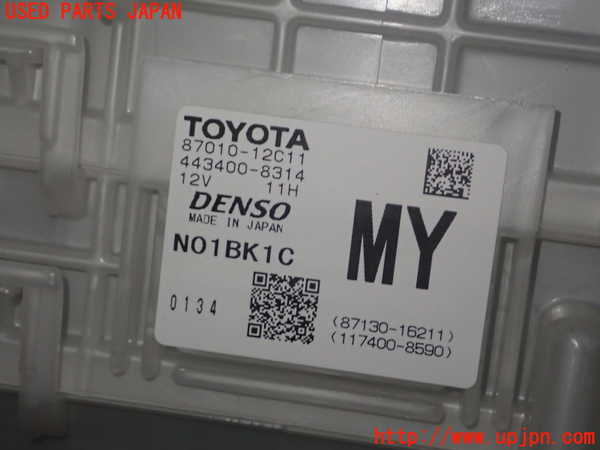 USED PARTS JAPAN
TOYOTA
87010-12C11
443400-8314
12V 11H
DENSO
MADE IN JAPAN
N01BK1C
MY
0134
(87130-16211)
(117400-8590)
UPJ
http://www.upjpn.com/